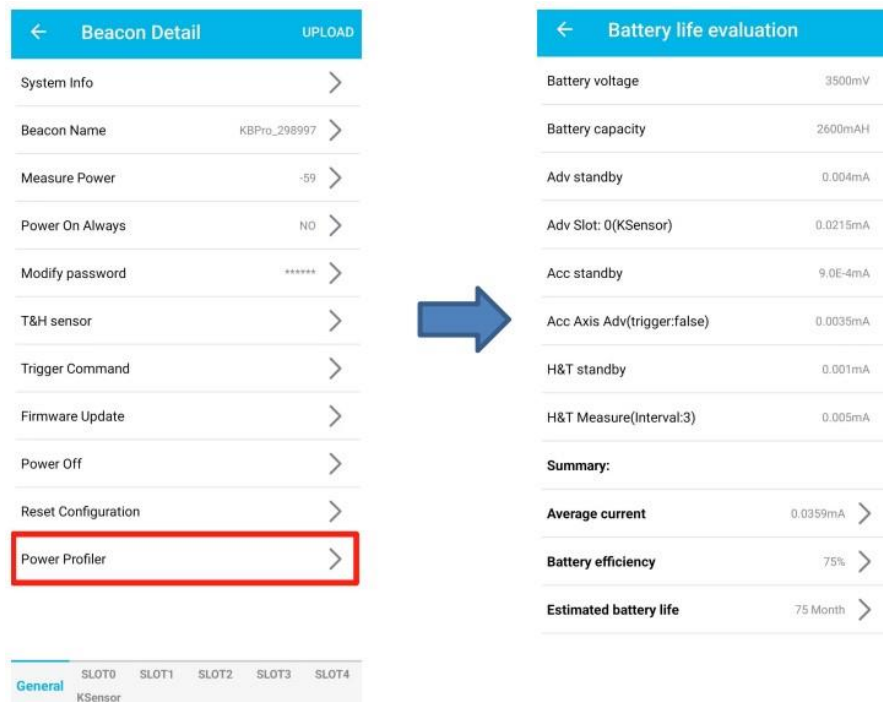 Beacon Detail UPLOAD
System Info
Beacon Name KBPro_298997
Measure Power -59
Power On Always NO
Modify password ******
T&H sensor
Trigger Command
Firmware Update
Power Off
Reset Configuration
Power Profiler
General SLOT0 SLOT1 SLOT2 SLOT3 SLOT4
KSensor
Battery life evaluation
Battery voltage 3500mV
Battery capacity 2600mAH
Adv standby 0.004mA
Adv Slot: 0(KSensor) 0.0215mA
Acc standby 9.0E-4mA
Acc Axis Adv(trigger:false) 0.0035mA
H&T standby 0.001mA
H&T Measure(Interval:3) 0.005mA
Summary:
Average current 0.0359mA
Battery efficiency 75%
Estimated battery life 75 Month